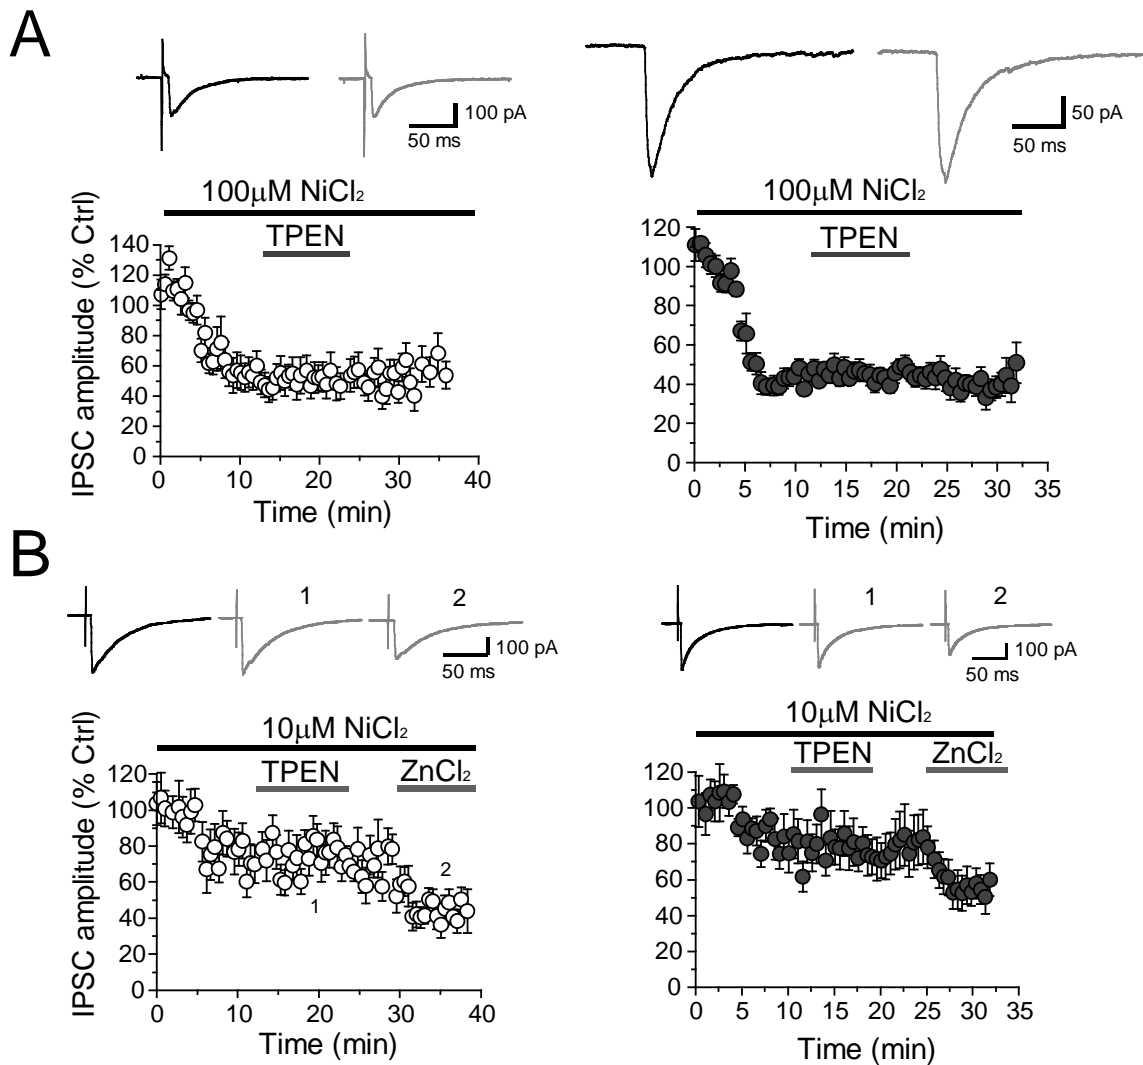 A
100 pA
50 ms
50 pA
50 ms
100μM NiCl₂
TPEN
IPSC amplitude (% Ctrl)
140
120
100
80
60
40
20
0
0 10 20 30 40
Time (min)
100μM NiCl₂
TPEN
120
100
80
60
40
20
0
0 5 10 15 20 25 30 35
Time (min)
B
1 2
100 pA
50 ms
1 2
100 pA
50 ms
10μM NiCl₂
TPEN ZnCl₂
IPSC amplitude (% Ctrl)
120
100
80
60
40
20
0
2
1
0 10 20 30 40
Time (min)
10μM NiCl₂
TPEN ZnCl₂
120
100
80
60
40
20
0
0 5 10 15 20 25 30 35
Time (min)